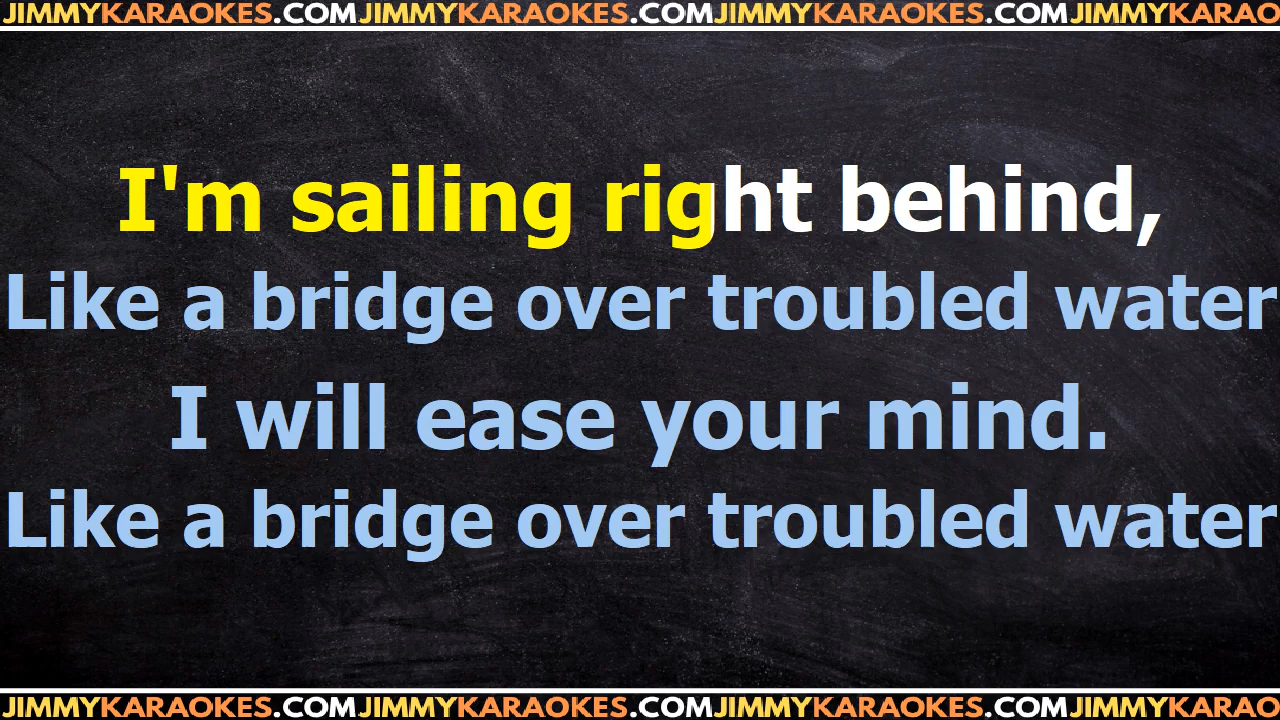 JIMMYKARAOKES.COMJIMMYKARAOKES.COMJIMMYKARAOKES.COMJIMMYKARAO
I'm sailing right behind,
Like a bridge over troubled water
I will ease your mind.
Like a bridge over troubled water
JIMMYKARAOKES.COMJIMMYKARAOKES.COMJIMMYKARAOKES.COMJIMMYKARAO